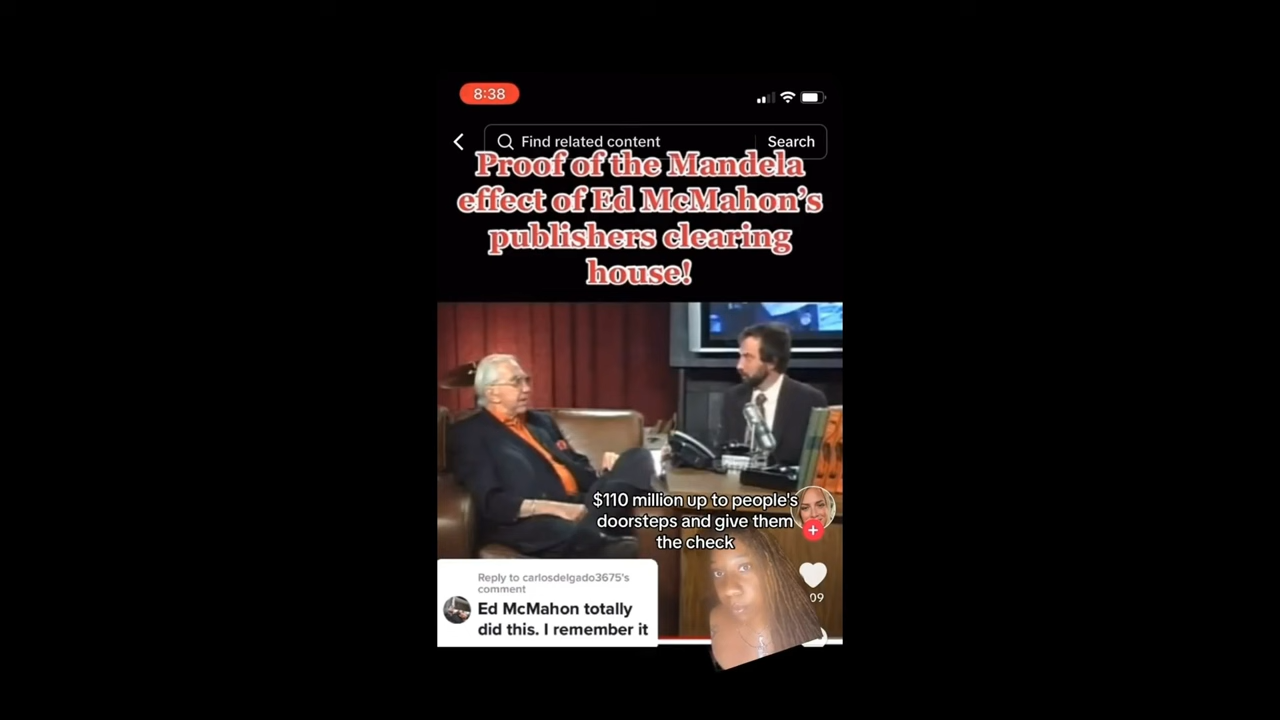 8:38
Find related content
Search
Proof of the Mandela
effect of Ed McMahon's
publishers clearing
house!
$110 million up to people's
doorsteps and give them
the check
Reply to carlosdelgado3675's
comment
Ed McMahon totally
did this. I remember it